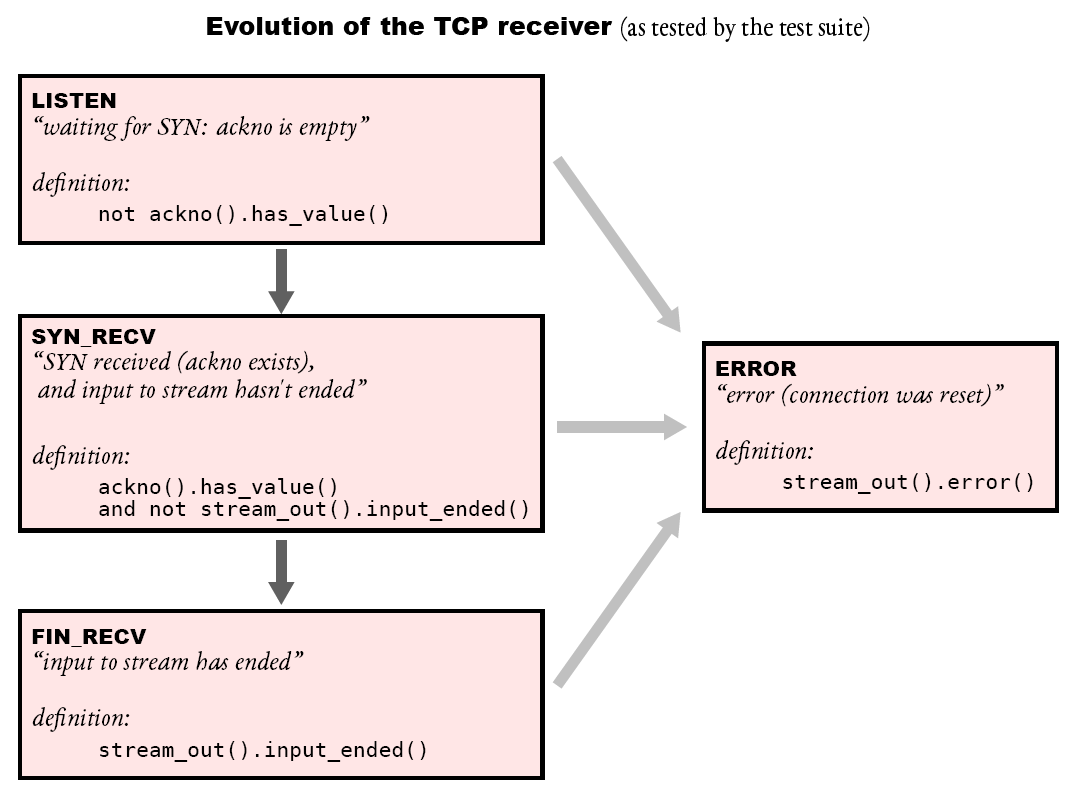 Evolution of the TCP receiver (as tested by the test suite)
LISTEN
“waiting for SYN: ackno is empty”
definition:
not ackno().has_value()
SYN_RECV
“SYN received (ackno exists),
and input to stream hasn't ended”
definition:
ackno().has_value()
and not stream_out().input_ended()
FIN_RECV
“input to stream has ended”
definition:
stream_out().input_ended()
ERROR
“error (connection was reset)”
definition:
stream_out().error()